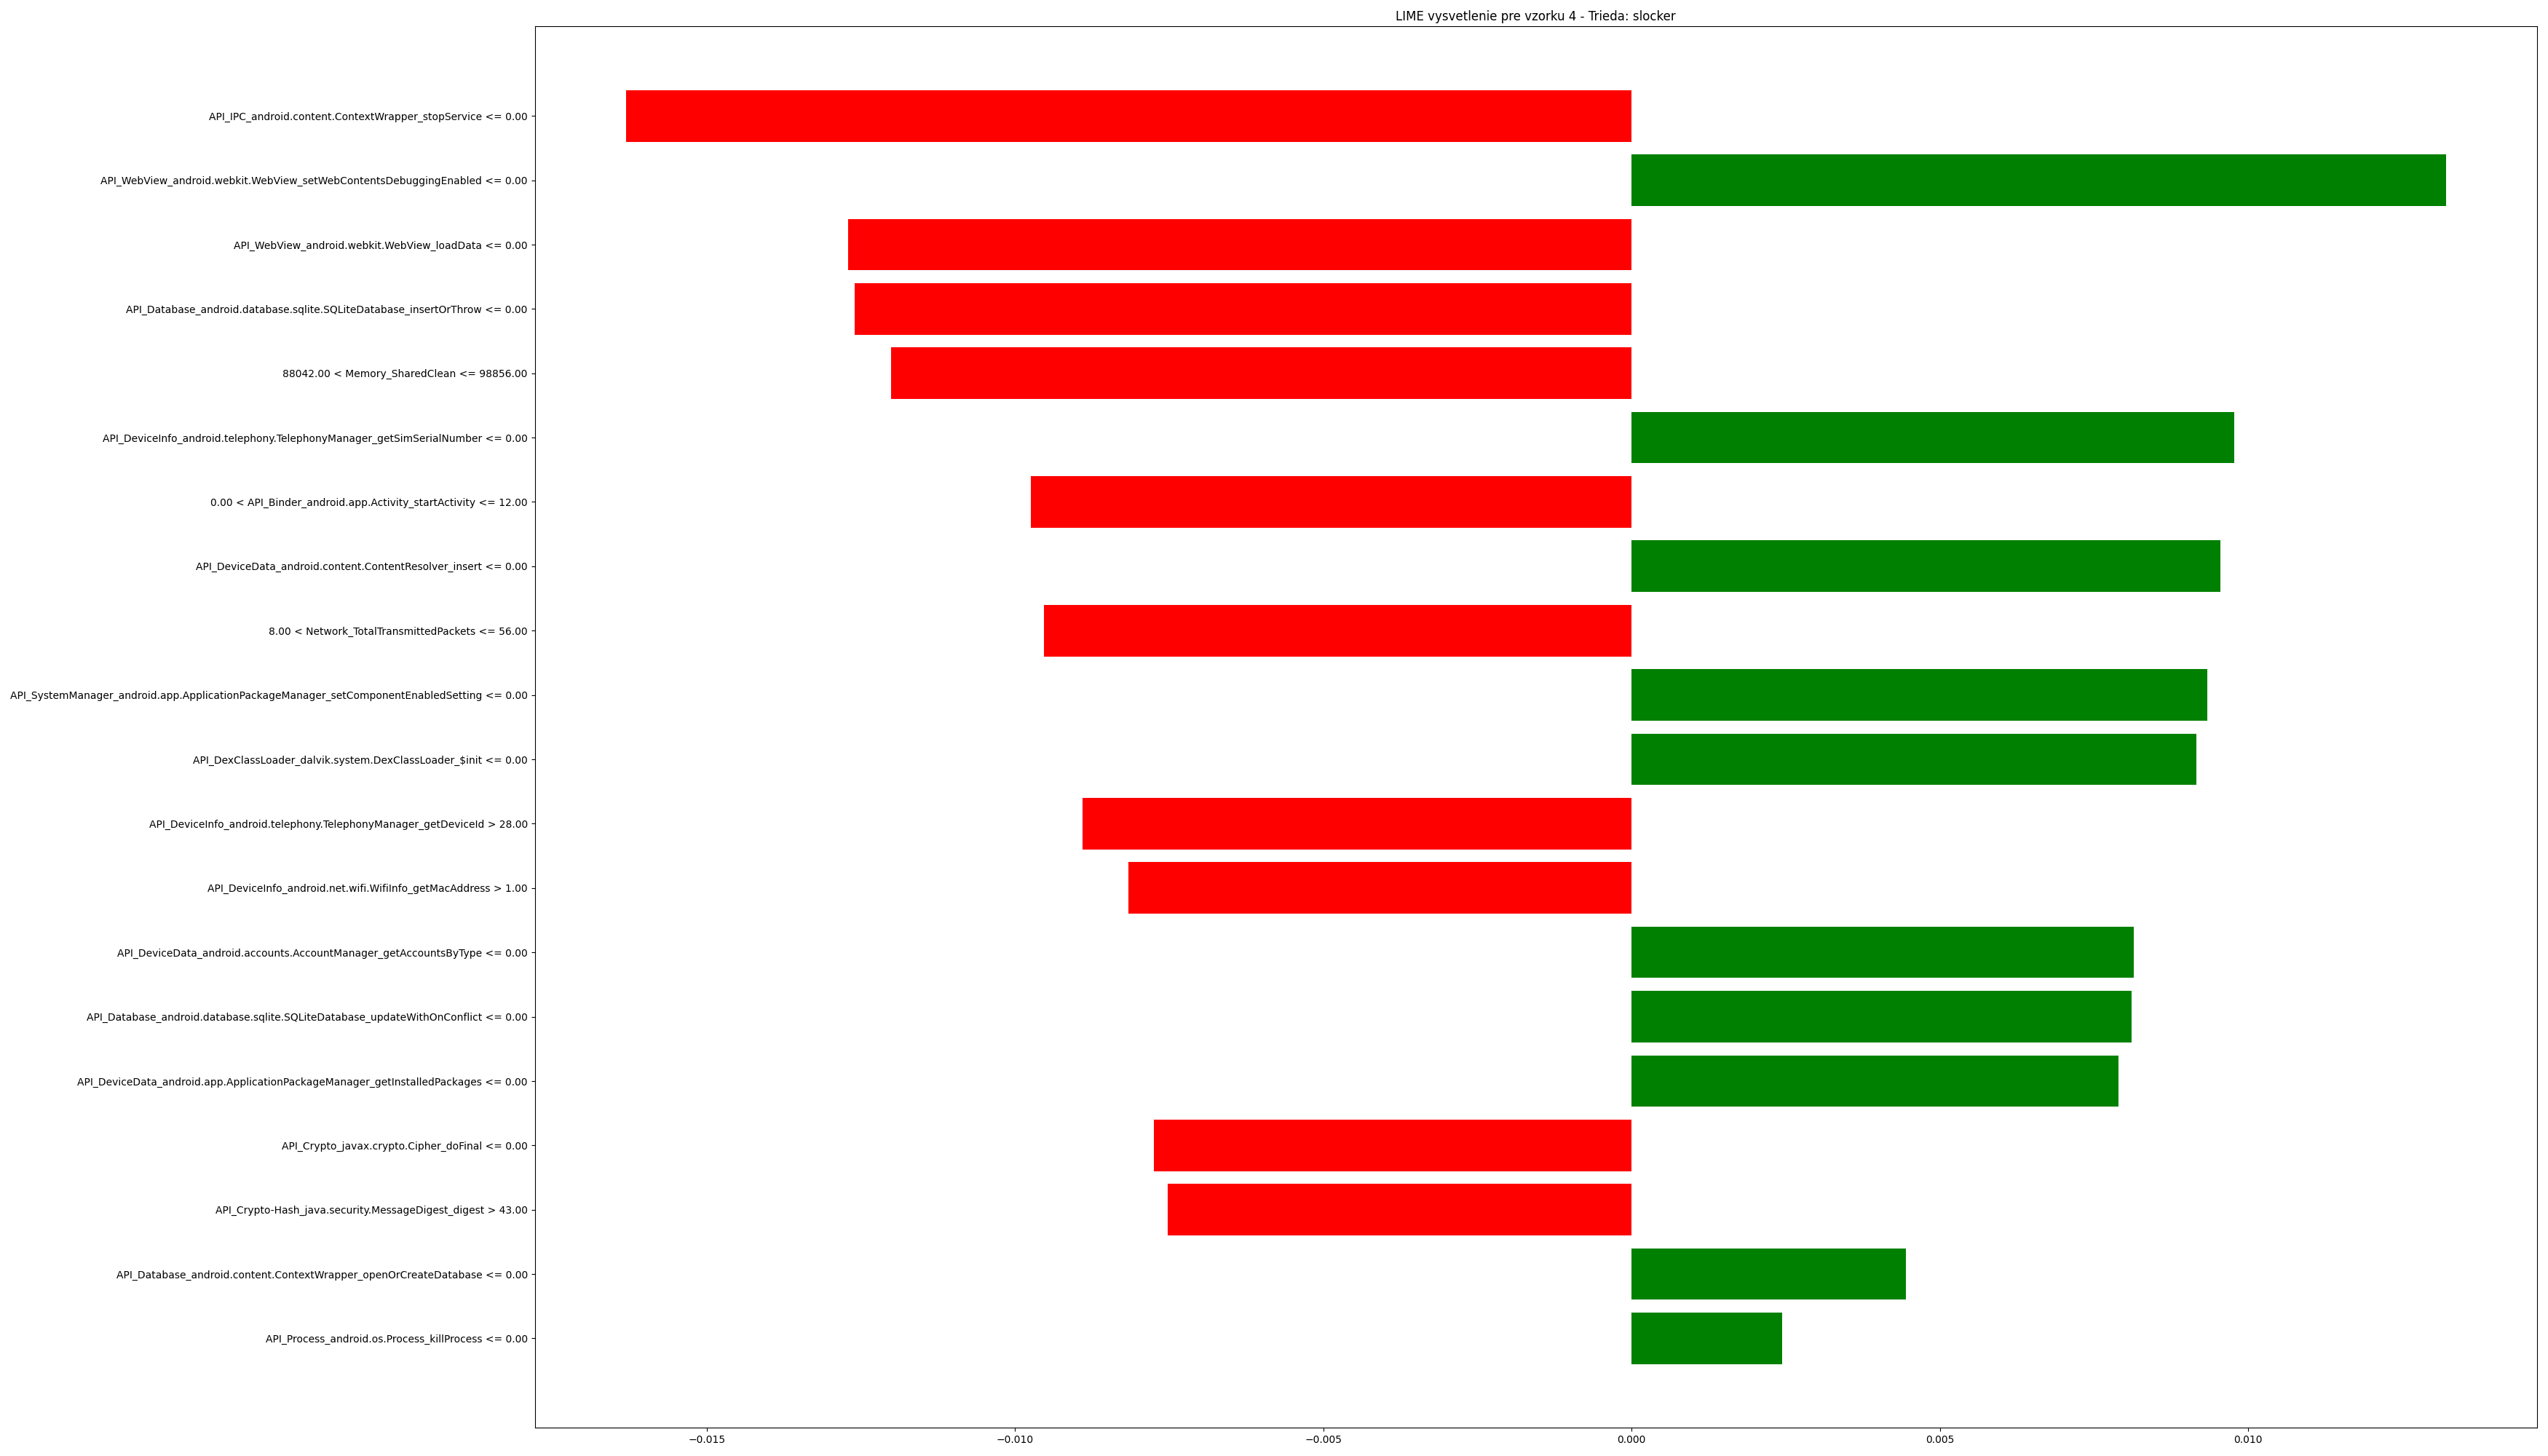 LIME vysvetlenie pre vzorku 4 - Trieda: slocker
API_IPC_android.content.ContextWrapper_stopService <= 0.00
API_WebView_android.webkit.WebView_setWebContentsDebuggingEnabled <= 0.00
API_WebView_android.webkit.WebView_loadData <= 0.00
API_Database_android.database.sqlite.SQLiteDatabase_insertOrThrow <= 0.00
88042.00 < Memory_SharedClean <= 98856.00
API_DeviceInfo_android.telephony.TelephonyManager_getSimSerialNumber <= 0.00
0.00 < API_Binder_android.app.Activity_startActivity <= 12.00
API_DeviceData_android.content.ContentResolver_insert <= 0.00
8.00 < Network_TotalTransmittedPackets <= 56.00
API_SystemManager_android.app.ApplicationPackageManager_setComponentEnabledSetting <= 0.00
API_DexClassLoader_dalvik.system.DexClassLoader_$init <= 0.00
API_DeviceInfo_android.telephony.TelephonyManager_getDeviceId > 28.00
API_DeviceInfo_android.net.wifi.WifiInfo_getMacAddress > 1.00
API_DeviceData_android.accounts.AccountManager_getAccountsByType <= 0.00
API_Database_android.database.sqlite.SQLiteDatabase_updateWithOnConflict <= 0.00
API_DeviceData_android.app.ApplicationPackageManager_getInstalledPackages <= 0.00
API_Crypto_javax.crypto.Cipher_doFinal <= 0.00
API_Crypto-Hash_java.security.MessageDigest_digest > 43.00
API_Database_android.content.ContextWrapper_openOrCreateDatabase <= 0.00
API_Process_android.os.Process_killProcess <= 0.00
−0.015 −0.010 −0.005 0.000 0.005 0.010